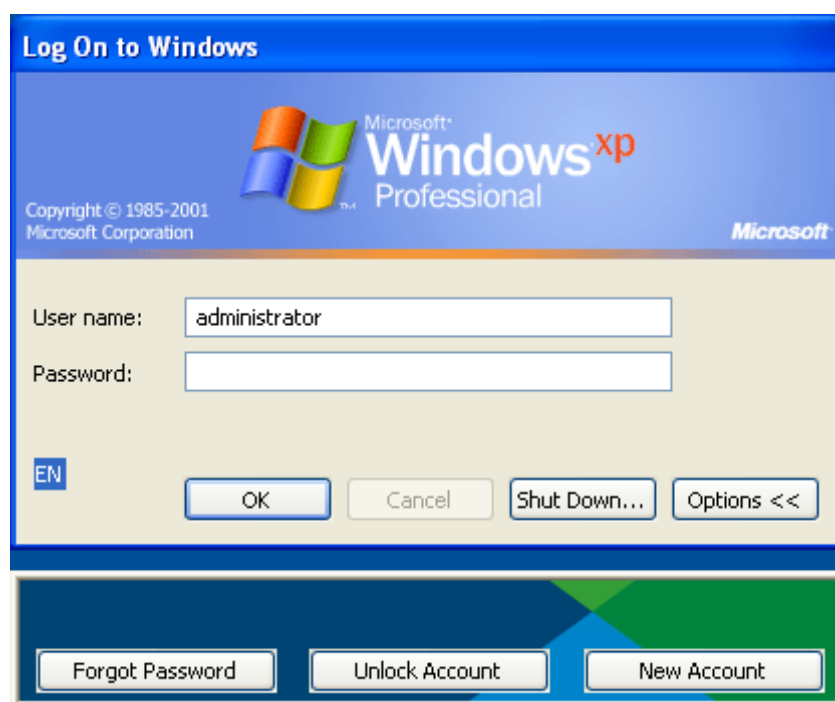 Log On to Windows
Microsoft®
Windows xp
Professional
Copyright © 1985-2001
Microsoft Corporation
Microsoft®
User name: administrator
Password:
EN
OK Cancel Shut Down... Options <<
Forgot Password Unlock Account New Account